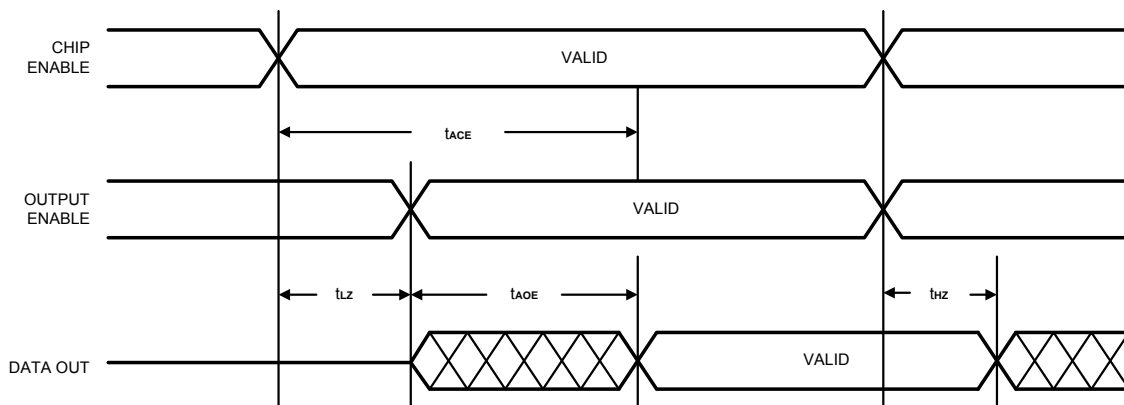 CHIP
ENABLE
VALID
tACE
OUTPUT
ENABLE
VALID
tLZ
tAOE
tHZ
DATA OUT
VALID